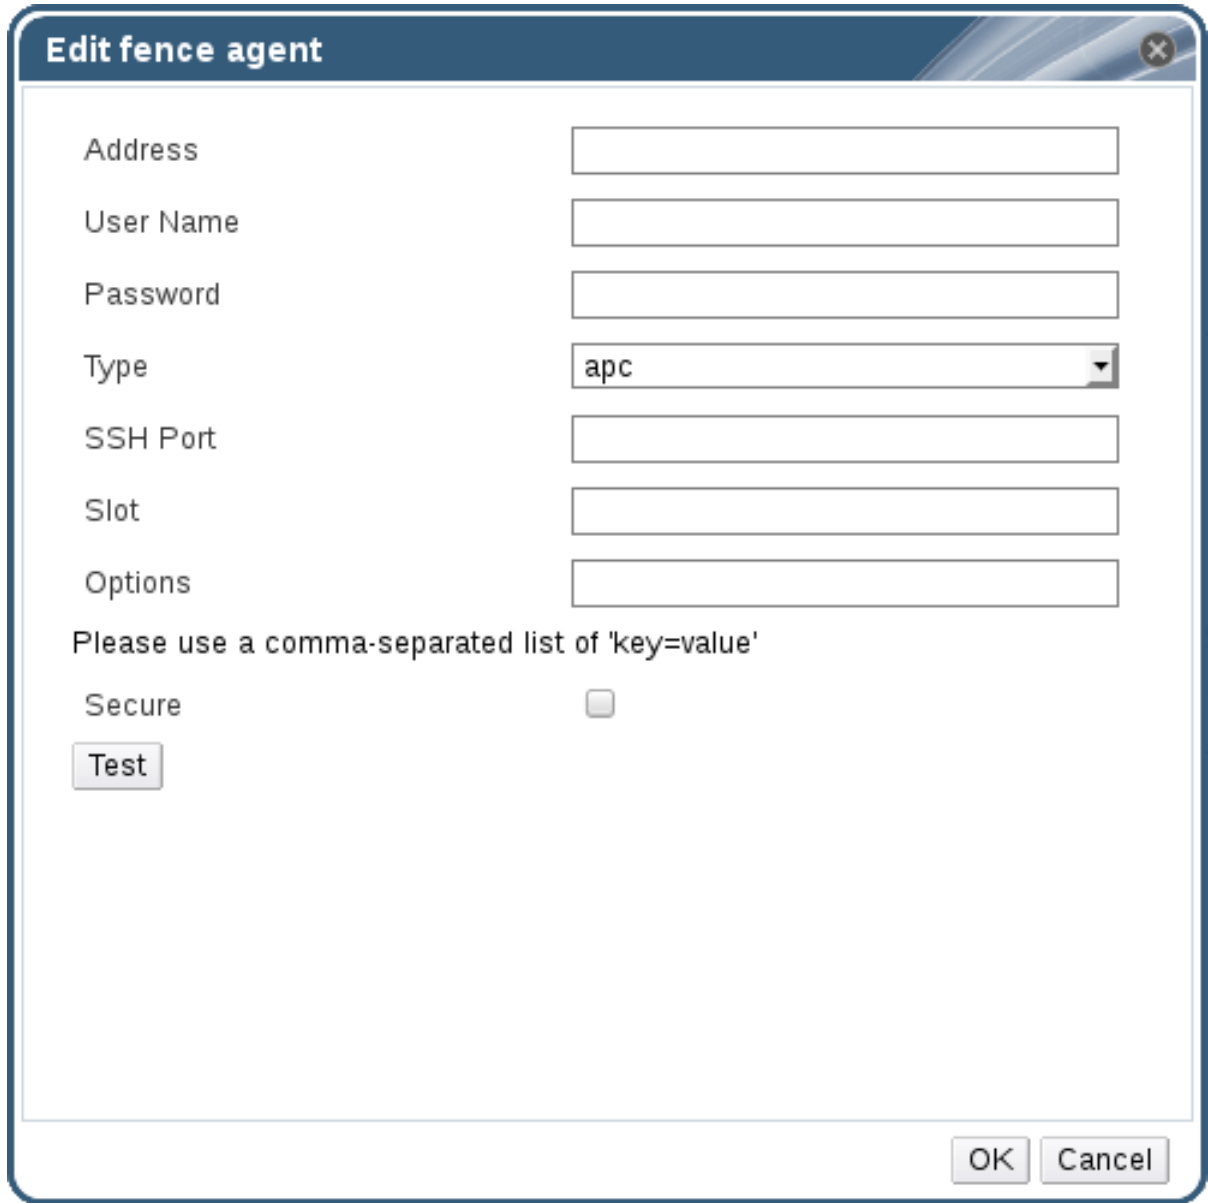 Edit fence agent
Address
User Name
Password
Type apc
SSH Port
Slot
Options
Please use a comma-separated list of 'key=value'
Secure
Test
OK Cancel